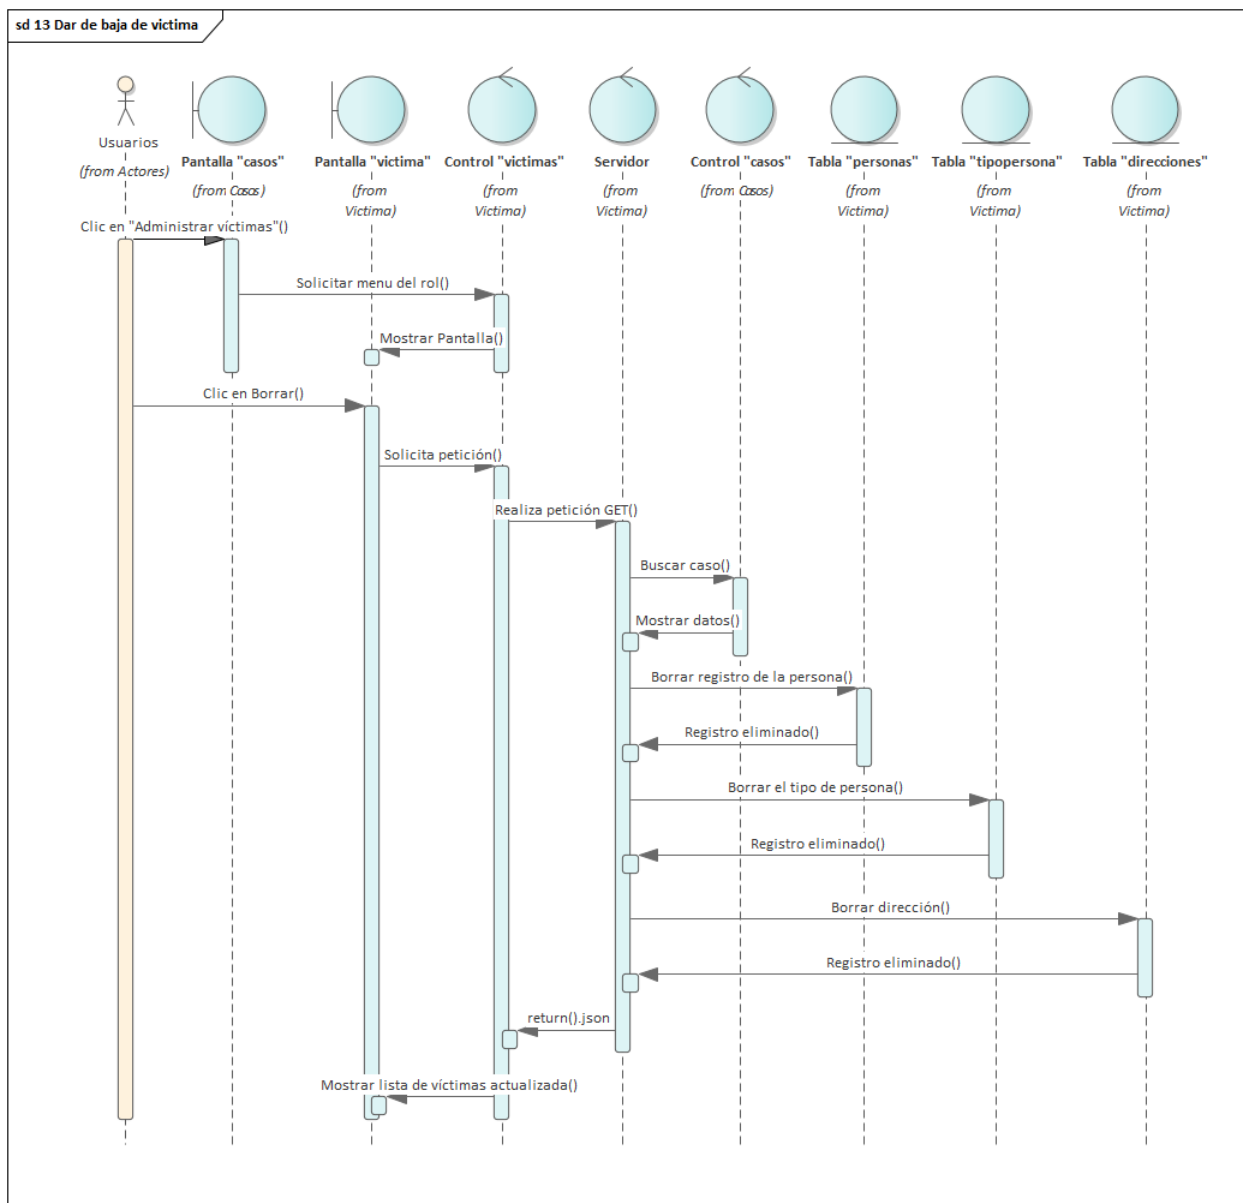 sd 13 Dar de baja de victima
Usuarios
(from Actores)
Pantalla "casos"
(from Casos)
Pantalla "victima"
(from
Victima)
Control "victimas"
(from
Victima)
Servidor
(from
Victima)
Control "casos"
(from Casos)
Tabla "personas"
(from
Victima)
Tabla "tipopersona"
(from
Victima)
Tabla "direcciones"
(from
Victima)
Clic en "Administrar víctimas"()
Solicitar menu del rol()
Mostrar Pantalla()
Clic en Borrar()
Solicita petición()
Realiza petición GET()
Buscar caso()
Mostrar datos()
Borrar registro de la persona()
Registro eliminado()
Borrar el tipo de persona()
Registro eliminado()
Borrar dirección()
Registro eliminado()
return().json
Mostrar lista de víctimas actualizada()